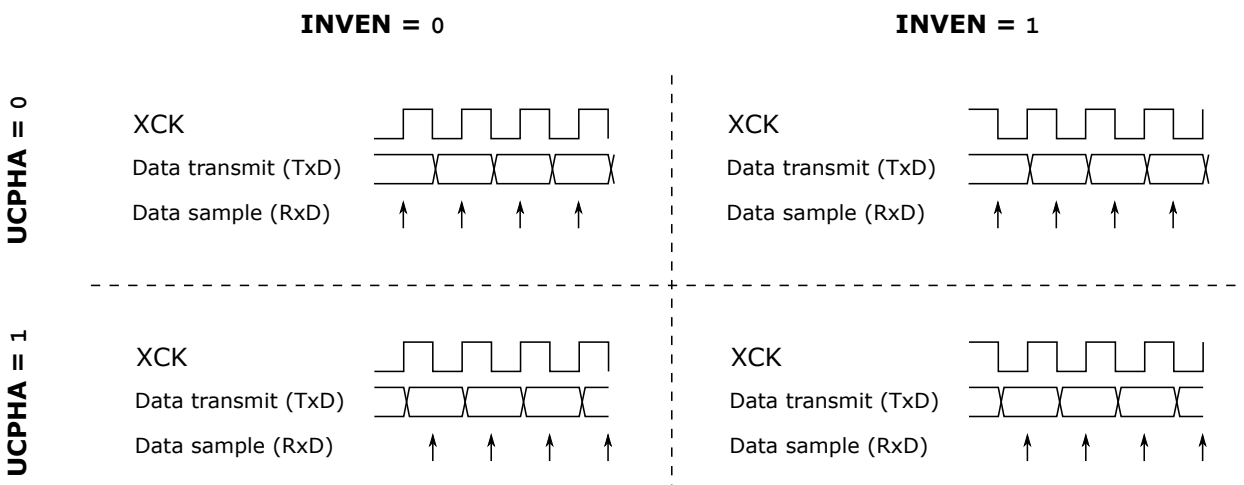 INVEN = 0
INVEN = 1
UCPHA = 0
XCK
Data transmit (TxD)
Data sample (RxD)
XCK
Data transmit (TxD)
Data sample (RxD)
UCPHA = 1
XCK
Data transmit (TxD)
Data sample (RxD)
XCK
Data transmit (TxD)
Data sample (RxD)